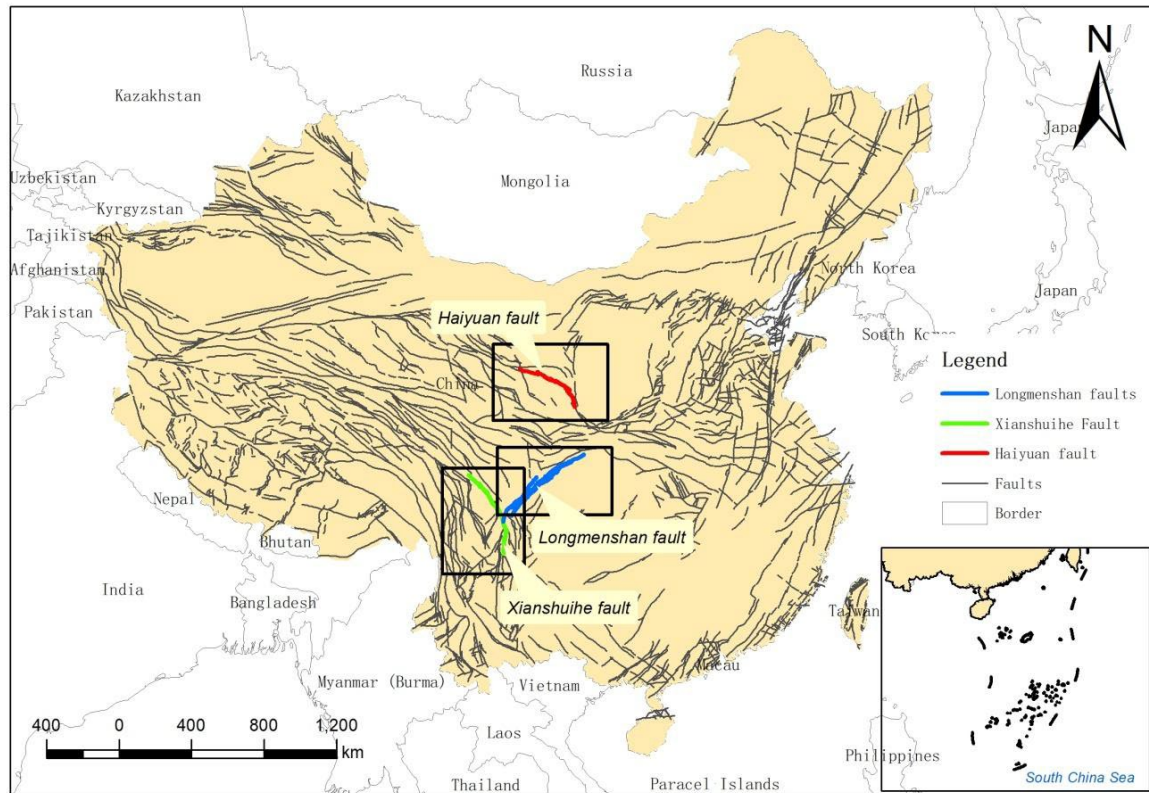 N
Russia
Kazakhstan
Japan
Mongolia
Uzbekistan
Kyrgyzstan
Tajikistan
Afghanistan
North Korea
Pakistan
Japan
Haiyuan fault
South Ko
China
Legend
Longmenshan faults
Xianshuihe Fault
Haiyuan fault
Faults
Border
Nepal
Longmenshan fault
Bhutan
India
Bangladesh
Xianshuihe fault
Taiwan
Macau
Myanmar (Burma)
Vietnam
400 0 400 800 1,200
km
Laos
Philippines
Thailand
Paracel Islands
South China Sea